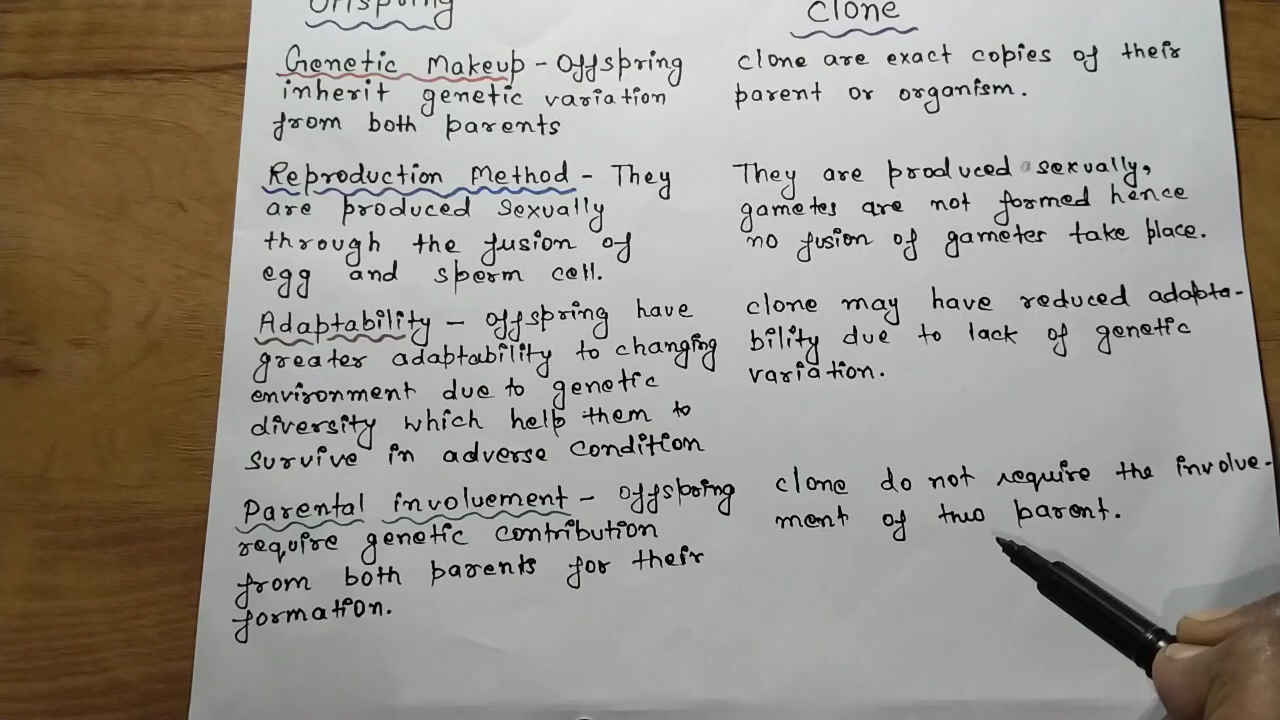 Offspring
Clone
Genetic Makeup - Offspring
inherit genetic variation
from both parents
clone are exact copies of their
parent or organism.
Reproduction Method - They
are produced sexually
through the fusion of
egg and sperm cell.
They are produced sexually,
gametes are not formed hence
no fusion of gametes take place.
Adaptability - offspring have
greater adaptability to changing
environment due to genetic
diversity which help them to
survive in adverse condition
clone may have reduced adapta-
bility due to lack of genetic
variation.
Parental involvement - offspring
require genetic contribution
from both parents for their
formation.
clone do not require the involve-
ment of two parent.